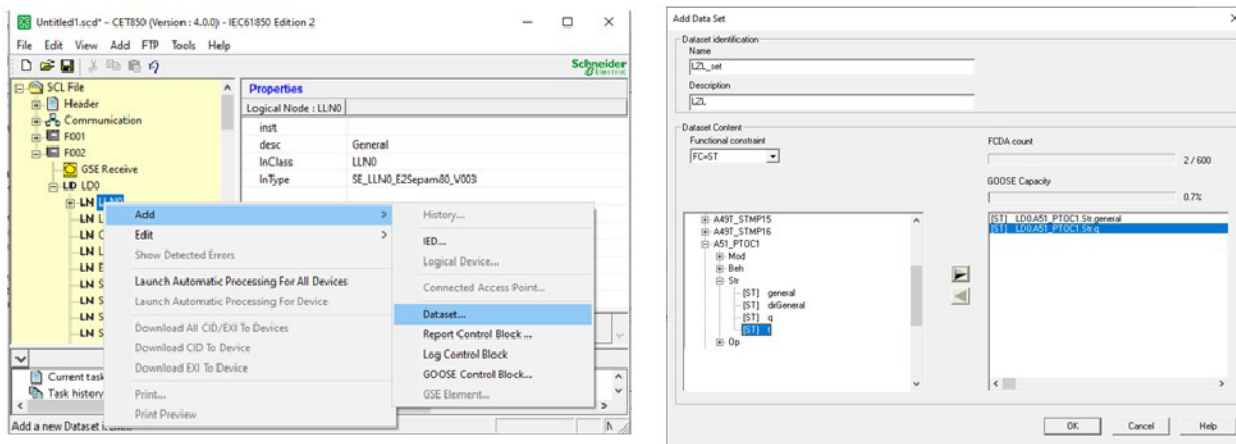 Untitled1.scd* - CET850 (Version : 4.0.0) - IEC61850 Edition 2
File Edit View Add FTP Tools Help
Schneider
Electric
SCL File
Header
Communication
FI001
FI002
GSE Receive
LD LD0
LN LLN0
LN L
LN C
LN L
LN E
LN S
LN S
LN S
LN S
Properties
Logical Node : LLN0
inst
desc General
lnClass LLN0
lnType SE_LLN0_E2Sepam80_V003
Add
Edit
Show Detected Errors
Launch Automatic Processing For All Devices
Launch Automatic Processing For Device
Download All CID/EXI To Devices
Download CID To Device
Download EXI To Device
Print...
Print Preview
History...
IED...
Logical Device...
Connected Access Point...
Dataset...
Report Control Block ...
Log Control Block
GOOSE Control Block...
GSE Element...
Current task
Task history
Add a new Dataset i
N
Add Data Set
Dataset identification
Name
LZL_set
Description
LZL
Dataset Content
Functional constraint
FC=ST
FCDA count
2 / 600
GOOSE Capacity
0.7%
A49T_STMP15
A49T_STMP16
A51_PTOC1
Mod
Beh
Str
[ST] general
[ST] dirGeneral
[ST] q
[ST] t
Op
[ST] LD0.A51_PTOC1.Str.general
[ST] LD0.A51_PTOC1.Str.q
OK Cancel Help